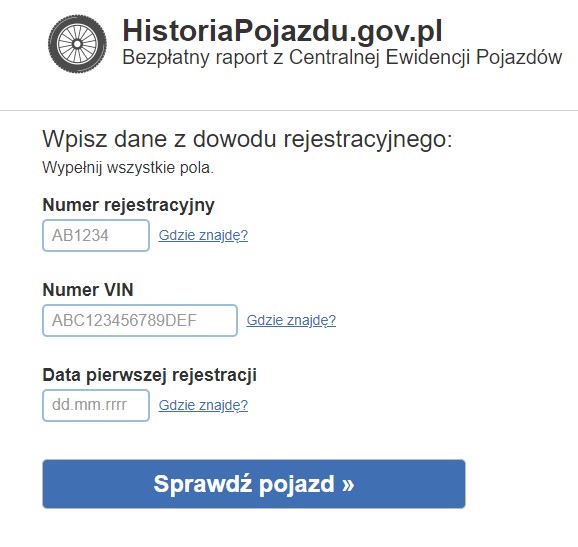 HistoriaPojazdu.gov.pl
Bezpłatny raport z Centralnej Ewidencji Pojazdów
Wpisz dane z dowodu rejestracyjnego:
Wypełnij wszystkie pola.
Numer rejestracyjny
AB1234 Gdzie znajdę?
Numer VIN
ABC123456789DEF Gdzie znajdę?
Data pierwszej rejestracji
dd.mm.rrrr Gdzie znajdę?
Sprawdź pojazd »